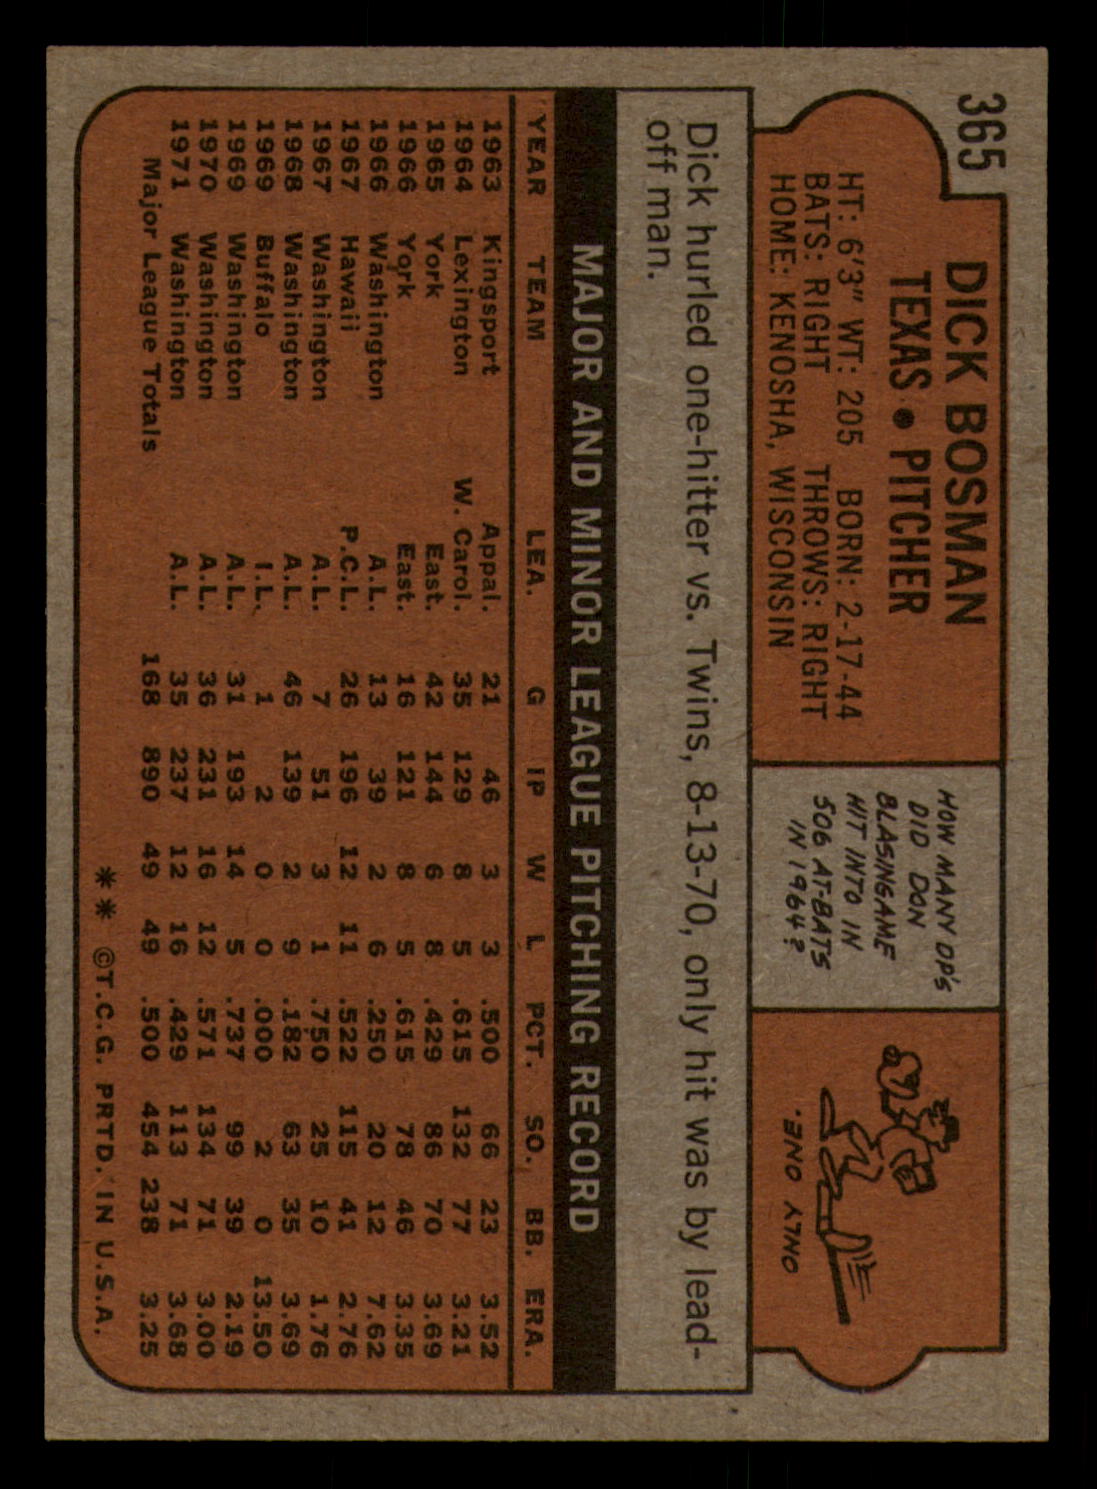 365
DICK BOSMAN
TEXAS • PITCHER
HT: 6'3" WT: 205 BORN: 2-17-44
BATS: RIGHT THROWS: RIGHT
HOME: KENOSHA, WISCONSIN
HOW MANY DP'S
DID DON
BLASINGAME
HIT INTO IN
506 AT-BATS
IN 1964?
ONLY ONE.
Dick hurled one-hitter vs. Twins, 8-13-70, only hit was by lead-
off man.
MAJOR AND MINOR LEAGUE PITCHING RECORD
YEAR TEAM LEA. G IP W L PCT. SO. BB. ERA.
1963 Kingsport Appal. 21 46 3 3 .500 66 23 3.52
1964 Lexington W. Carol. 35 129 8 5 .615 132 77 3.21
1965 York East. 42 144 6 8 .429 86 70 3.69
1966 York East. 16 121 8 5 .615 78 46 3.35
1966 Washington A.L. 13 39 2 6 .250 20 12 7.62
1967 Hawaii P.C.L. 26 196 12 11 .522 115 41 2.76
1967 Washington A.L. 7 51 3 1 .750 25 10 1.76
1968 Washington A.L. 46 139 2 9 .182 63 35 3.69
1969 Buffalo I.L. 1 2 0 0 .000 2 0 13.50
1969 Washington A.L. 31 193 14 5 .737 99 39 2.19
1970 Washington A.L. 36 231 16 12 .571 134 71 3.00
1971 Washington A.L. 35 237 12 16 .429 113 71 3.68
Major League Totals 168 890 49 49 .500 454 238 3.25
** ©T.C.G. PRTD. IN U.S.A.